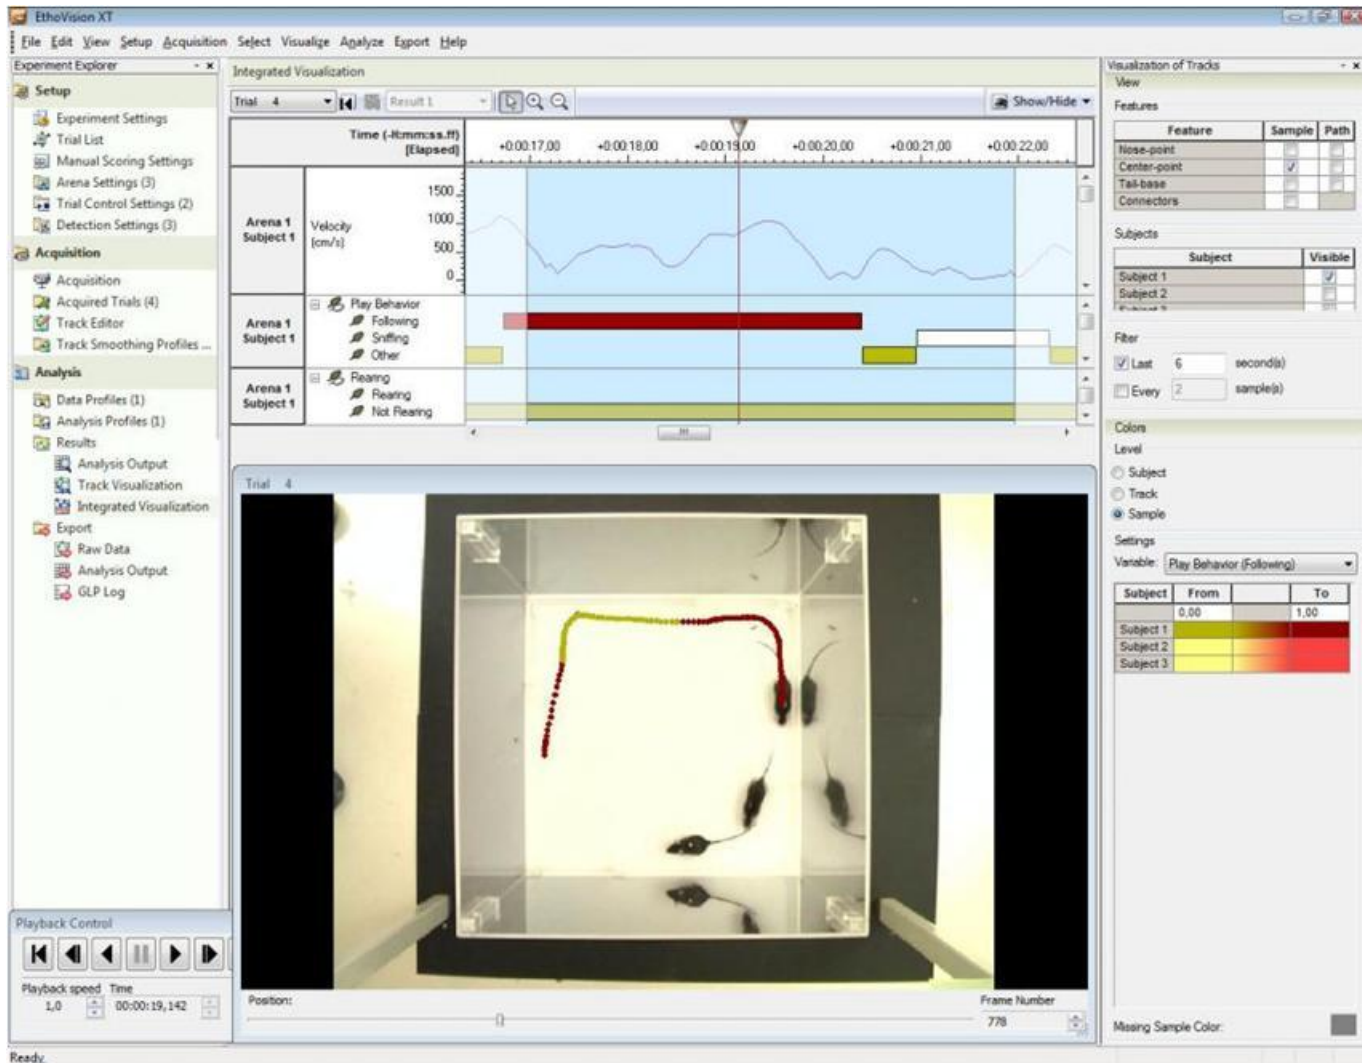 EthoVision XT
File Edit View Setup Acquisition Select Visualize Analyze Export Help
Experiment Explorer
Setup
Experiment Settings
Trial List
Manual Scoring Settings
Arena Settings (3)
Trial Control Settings (2)
Detection Settings (3)
Acquisition
Acquisition
Acquired Trials (4)
Track Editor
Track Smoothing Profiles ...
Analysis
Data Profiles (1)
Analysis Profiles (1)
Results
Analysis Output
Track Visualization
Integrated Visualization
Export
Raw Data
Analysis Output
GLP Log
Playback Control
Playback speed Time
1,0 00:00:19,142
Ready
Integrated Visualization
Trial 4 Result 1 Show/Hide
Time (-H:mm:ss.ff)
[Elapsed]
+0:00:17,00 +0:00:18,00 +0:00:19,00 +0:00:20,00 +0:00:21,00 +0:00:22,00
Arena 1
Subject 1
Velocity
(cm/s)
1500
1000
500
0
Arena 1
Subject 1
Play Behavior
Following
Sniffing
Other
Arena 1
Subject 1
Rearing
Rearing
Not Rearing
Trial 4
Position:
Frame Number
778
Visualization of Tracks
View
Features
Feature Sample Path
Nose-point
Center-point
Tail-base
Connectors
Subjects
Subject Visible
Subject 1
Subject 2
Filter
Last 6 second(s)
Every 2 sample(s)
Colors
Level
Subject
Track
Sample
Settings
Variable: Play Behavior (Following)
Subject From To
0,00 1,00
Subject 1
Subject 2
Subject 3
Missing Sample Color: